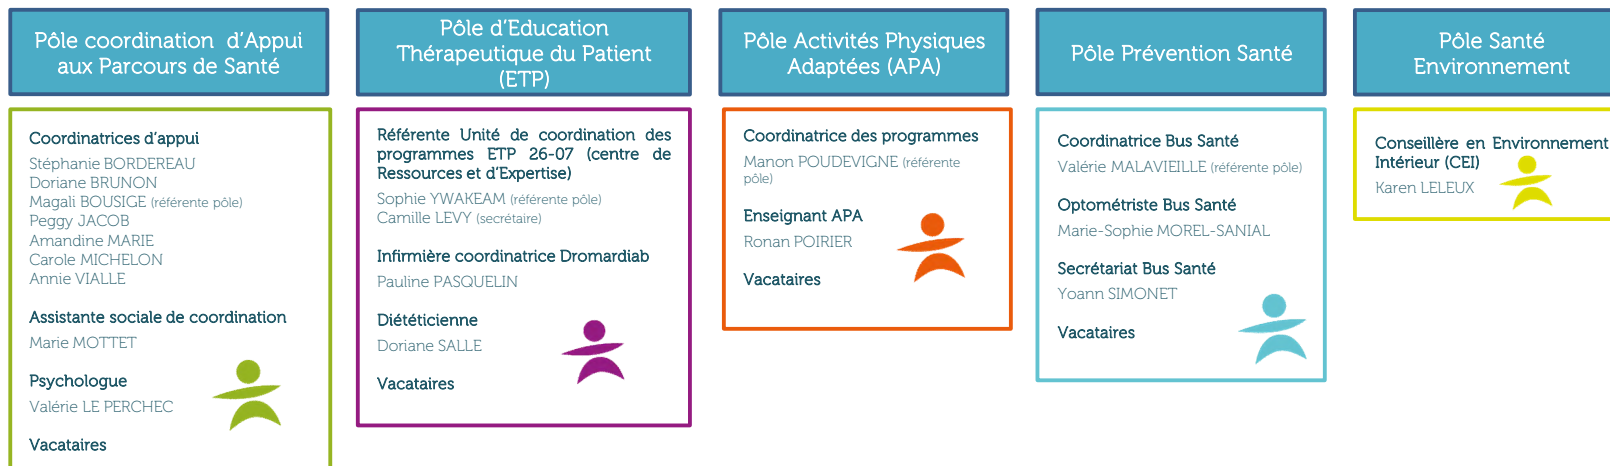 Pôle coordination d’Appui
aux Parcours de Santé
Coordinatrices d’appui
Stéphanie BORDEREAU
Doriane BRUNON
Magali BOUSIGE (référente pôle)
Peggy JACOB
Amandine MARIE
Carole MICHELON
Annie VIALLE
Assistante sociale de coordination
Marie MOTTET
Psychologue
Valérie LE PERCHEC
Vacataires
Pôle d’Education
Thérapeutique du Patient
(ETP)
Référente Unité de coordination des
programmes ETP 26-07 (centre de
Ressources et d’Expertise)
Sophie YWAKEAM (référente pôle)
Camille LEVY (secrétaire)
Infirmière coordinatrice Dromardiab
Pauline PASQUELIN
Diététicienne
Doriane SALLE
Vacataires
Pôle Activités Physiques
Adaptées (APA)
Coordinatrice des programmes
Manon POUDEVIGNE (référente
pôle)
Enseignant APA
Ronan POIRIER
Vacataires
Pôle Prévention Santé
Coordinatrice Bus Santé
Valérie MALAVIEILLE (référente pôle)
Optométriste Bus Santé
Marie-Sophie MOREL-SANIAL
Secrétariat Bus Santé
Yoann SIMONET
Vacataires
Pôle Santé
Environnement
Conseillère en Environnement
Intérieur (CEI)
Karen LELEUX